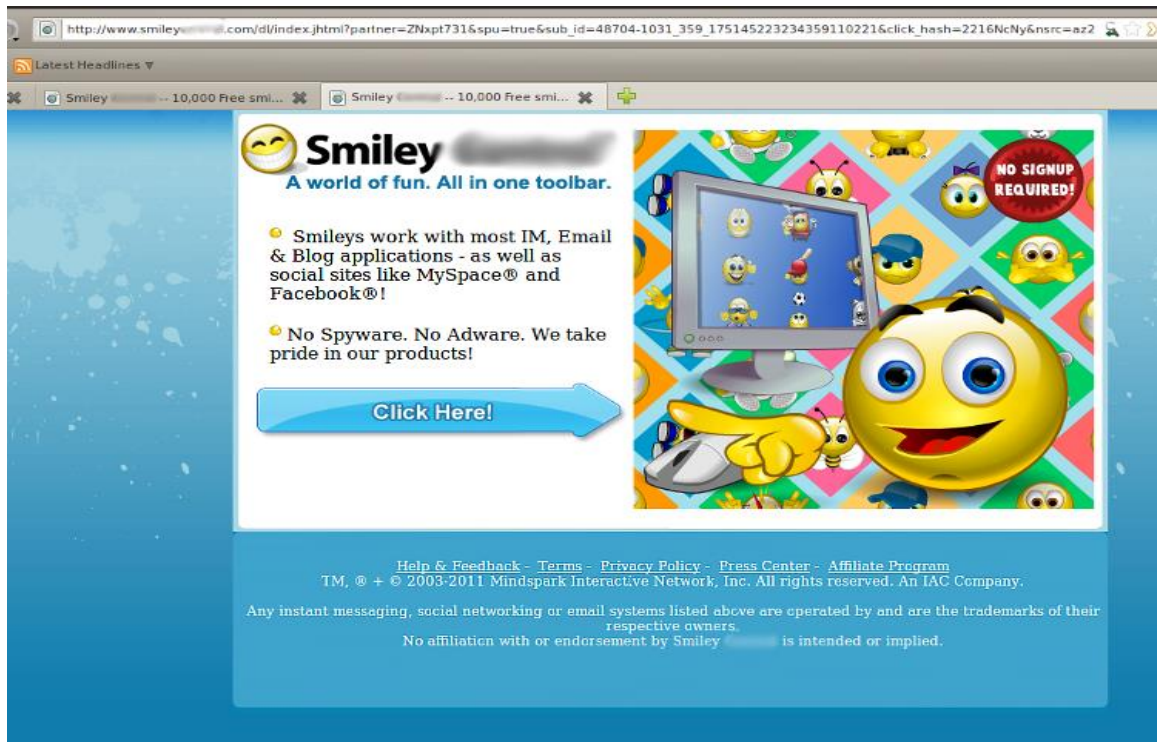 http://www.smiley .com/dl/index.jhtml?partner=ZNxpt731&spu=true&sub_id=48704-1031_359_175145223234359110221&click_hash=2216NcNy&nsrc=az2
Latest Headlines
Smiley -- 10,000 Free smi...
Smiley -- 10,000 Free smi...
Smiley
A world of fun. All in one toolbar.
NO SIGNUP
REQUIRED!
Smileys work with most IM, Email
& Blog applications - as well as
social sites like MySpace® and
Facebook®!
No Spyware. No Adware. We take
pride in our products!
Click Here!
Help & Feedback - Terms - Privacy Policy - Press Center - Affiliate Program
TM, ® + © 2003-2011 Mindspark Interactive Network, Inc. All rights reserved. An IAC Company.
Any instant messaging, social networking or email systems listed above are operated by and are the trademarks of their
respective owners.
No affiliation with or endorsement by Smiley is intended or implied.